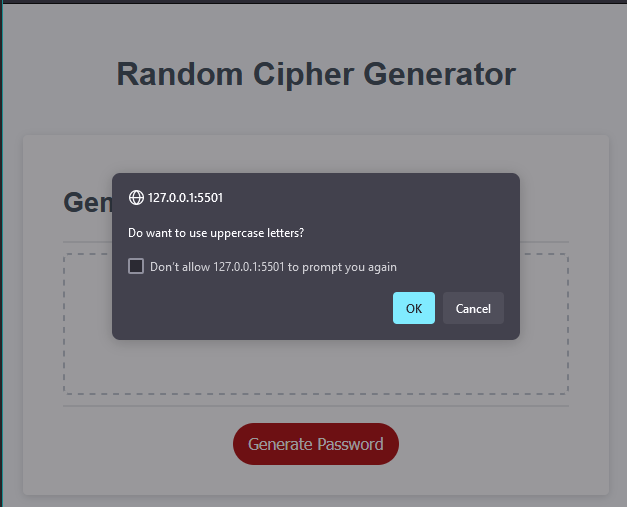 Random Cipher Generator
Gen
127.0.0.1:5501
Do want to use uppercase letters?
Don't allow 127.0.0.1:5501 to prompt you again
OK
Cancel
Generate Password